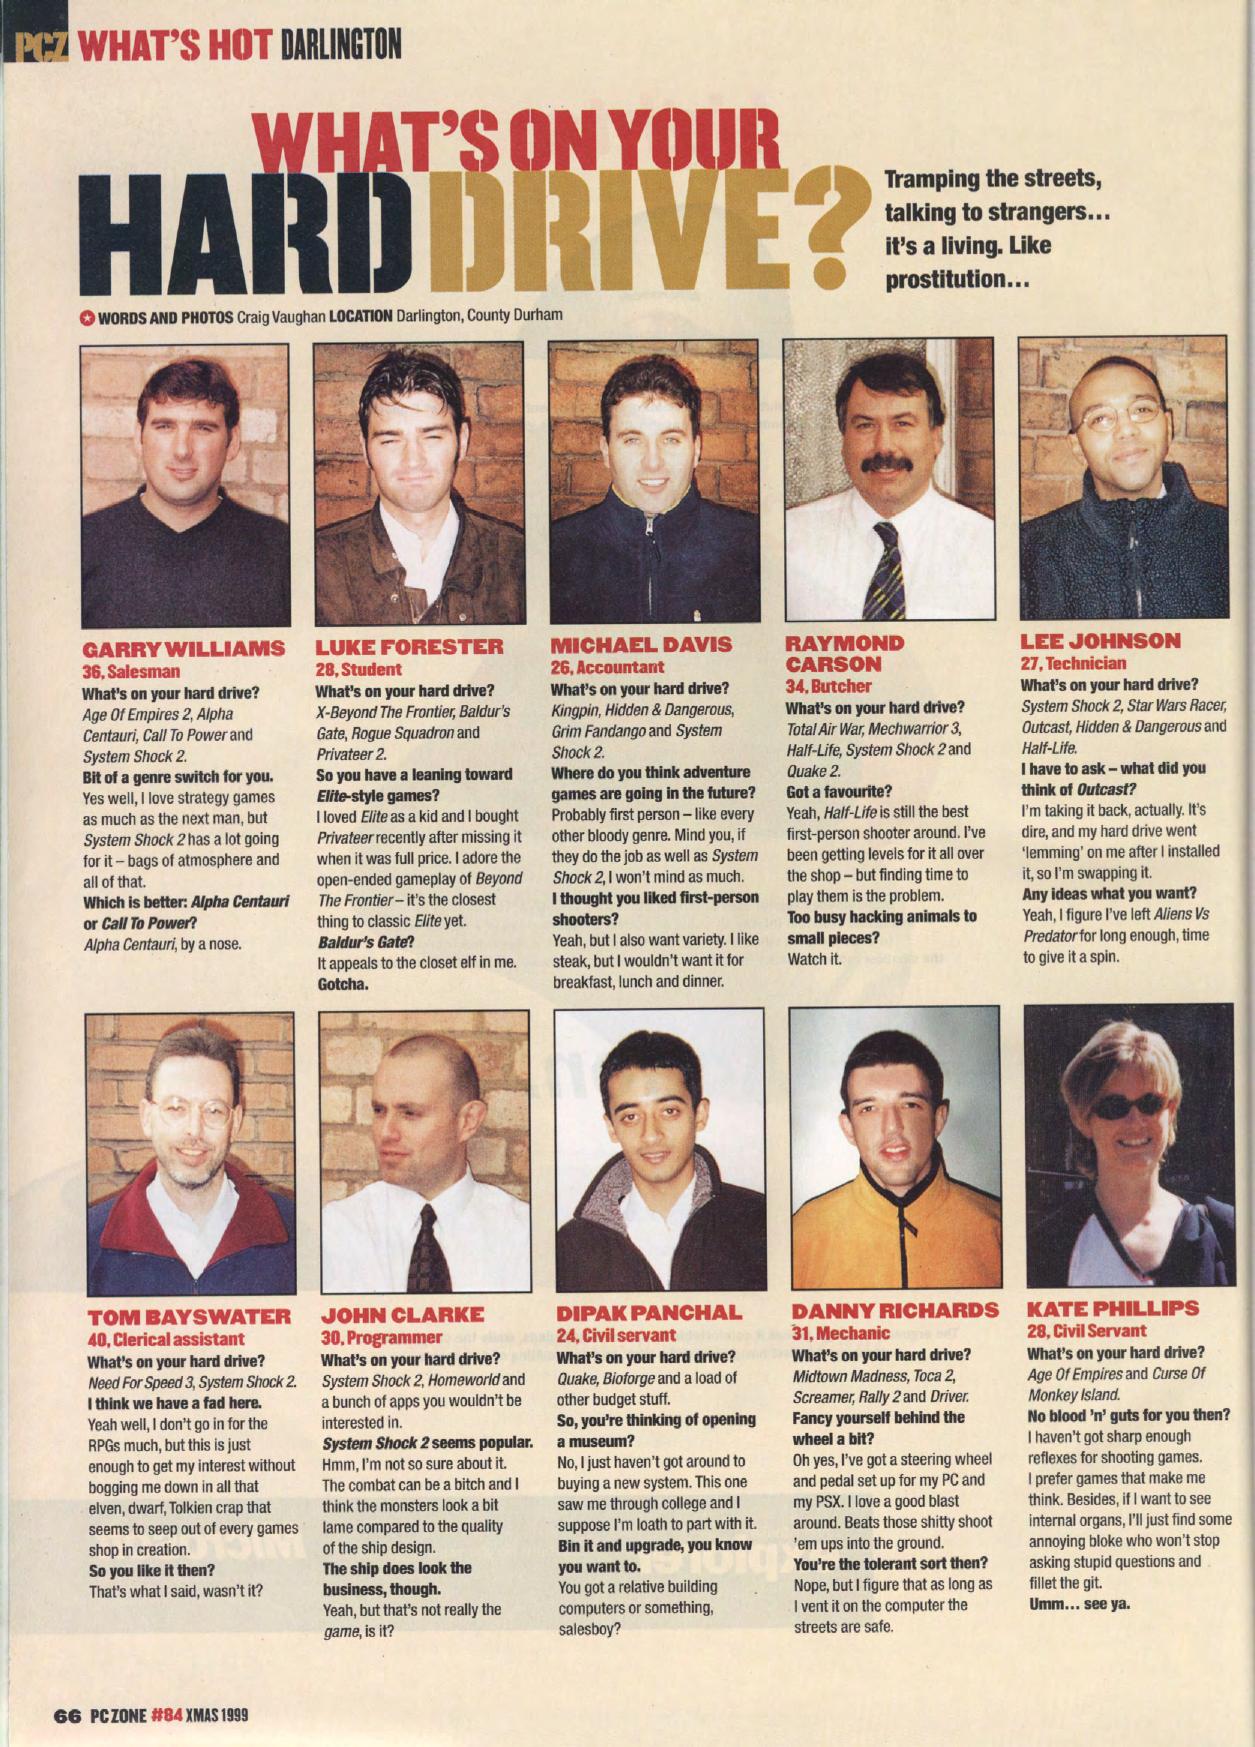 PCZ WHAT'S HOT DARLINGTON
WHAT'S ON YOUR
HARD DRIVE?
Tramping the streets,
talking to strangers...
it's a living. Like
prostitution...
WORDS AND PHOTOS Craig Vaughan LOCATION Darlington, County Durham
GARRY WILLIAMS
36, Salesman
What's on your hard drive?
Age Of Empires 2, Alpha
Centauri, Call To Power and
System Shock 2.
Bit of a genre switch for you.
Yes well, I love strategy games
as much as the next man, but
System Shock 2 has a lot going
for it – bags of atmosphere and
all of that.
Which is better: Alpha Centauri
or Call To Power?
Alpha Centauri, by a nose.
LUKE FORESTER
28, Student
What's on your hard drive?
X-Beyond The Frontier, Baldur's
Gate, Rogue Squadron and
Privateer 2.
So you have a leaning toward
Elite-style games?
I loved Elite as a kid and I bought
Privateer recently after missing it
when it was full price. I adore the
open-ended gameplay of Beyond
The Frontier – it's the closest
thing to classic Elite yet.
Baldur's Gate?
It appeals to the closet elf in me.
Gotcha.
MICHAEL DAVIS
26, Accountant
What's on your hard drive?
Kingpin, Hidden & Dangerous,
Grim Fandango and System
Shock 2.
Where do you think adventure
games are going in the future?
Probably first person – like every
other bloody genre. Mind you, if
they do the job as well as System
Shock 2, I won't mind as much.
I thought you liked first-person
shooters?
Yeah, but I also want variety. I like
steak, but I wouldn't want it for
breakfast, lunch and dinner.
RAYMOND
CARSON
34, Butcher
What's on your hard drive?
Total Air War, Mechwarrior 3,
Half-Life, System Shock 2 and
Quake 2.
Got a favourite?
Yeah, Half-Life is still the best
first-person shooter around. I've
been getting levels for it all over
the shop – but finding time to
play them is the problem.
Too busy hacking animals to
small pieces?
Watch it.
LEE JOHNSON
27, Technician
What's on your hard drive?
System Shock 2, Star Wars Racer,
Outcast, Hidden & Dangerous and
Half-Life.
I have to ask – what did you
think of Outcast?
I'm taking it back, actually. It's
dire, and my hard drive went
'lemming' on me after I installed
it, so I'm swapping it.
Any ideas what you want?
Yeah, I figure I've left Aliens Vs
Predator for long enough, time
to give it a spin.
TOM BAYSWATER
40, Clerical assistant
What's on your hard drive?
Need For Speed 3, System Shock 2.
I think we have a fad here.
Yeah well, I don't go in for the
RPGs much, but this is just
enough to get my interest without
bogging me down in all that
elven, dwarf, Tolkien crap that
seems to seep out of every games
shop in creation.
So you like it then?
That's what I said, wasn't it?
JOHN CLARKE
30, Programmer
What's on your hard drive?
System Shock 2, Homeworld and
a bunch of apps you wouldn't be
interested in.
System Shock 2 seems popular.
Hmm, I'm not so sure about it.
The combat can be a bitch and I
think the monsters look a bit
lame compared to the quality
of the ship design.
The ship does look the
business, though.
Yeah, but that's not really the
game, is it?
DIPAK PANCHAL
24, Civil servant
What's on your hard drive?
Quake, Bioforge and a load of
other budget stuff.
So, you're thinking of opening
a museum?
No, I just haven't got around to
buying a new system. This one
saw me through college and I
suppose I'm loath to part with it.
Bin it and upgrade, you know
you want to.
You got a relative building
computers or something,
salesboy?
DANNY RICHARDS
31, Mechanic
What's on your hard drive?
Midtown Madness, Toca 2,
Screamer, Rally 2 and Driver.
Fancy yourself behind the
wheel a bit?
Oh yes, I've got a steering wheel
and pedal set up for my PC and
my PSX. I love a good blast
around. Beats those shitty shoot
'em ups into the ground.
You're the tolerant sort then?
Nope, but I figure that as long as
I vent it on the computer the
streets are safe.
KATE PHILLIPS
28, Civil Servant
What's on your hard drive?
Age Of Empires and Curse Of
Monkey Island.
No blood 'n' guts for you then?
I haven't got sharp enough
reflexes for shooting games.
I prefer games that make me
think. Besides, if I want to see
internal organs, I'll just find some
annoying bloke who won't stop
asking stupid questions and
fillet the git.
Umm... see ya.
66 PC ZONE #84 XMAS 1999